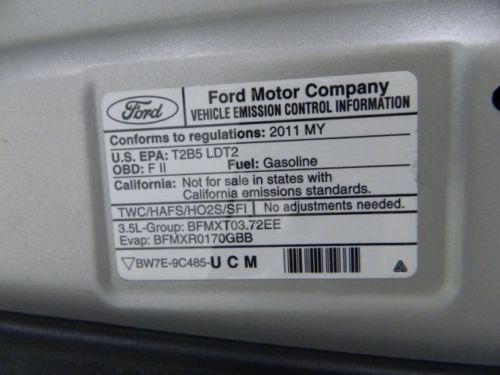 Ford
Ford Motor Company
VEHICLE EMISSION CONTROL INFORMATION
Conforms to regulations: 2011 MY
U.S. EPA: T2B5 LDT2
OBD: F II Fuel: Gasoline
California: Not for sale in states with
California emissions standards.
TWC/HAFS/HO2S/SFI No adjustments needed.
3.5L-Group: BFMXT03.72EE
Evap: BFMXR0170GBB
BW7E-9C485-UCM